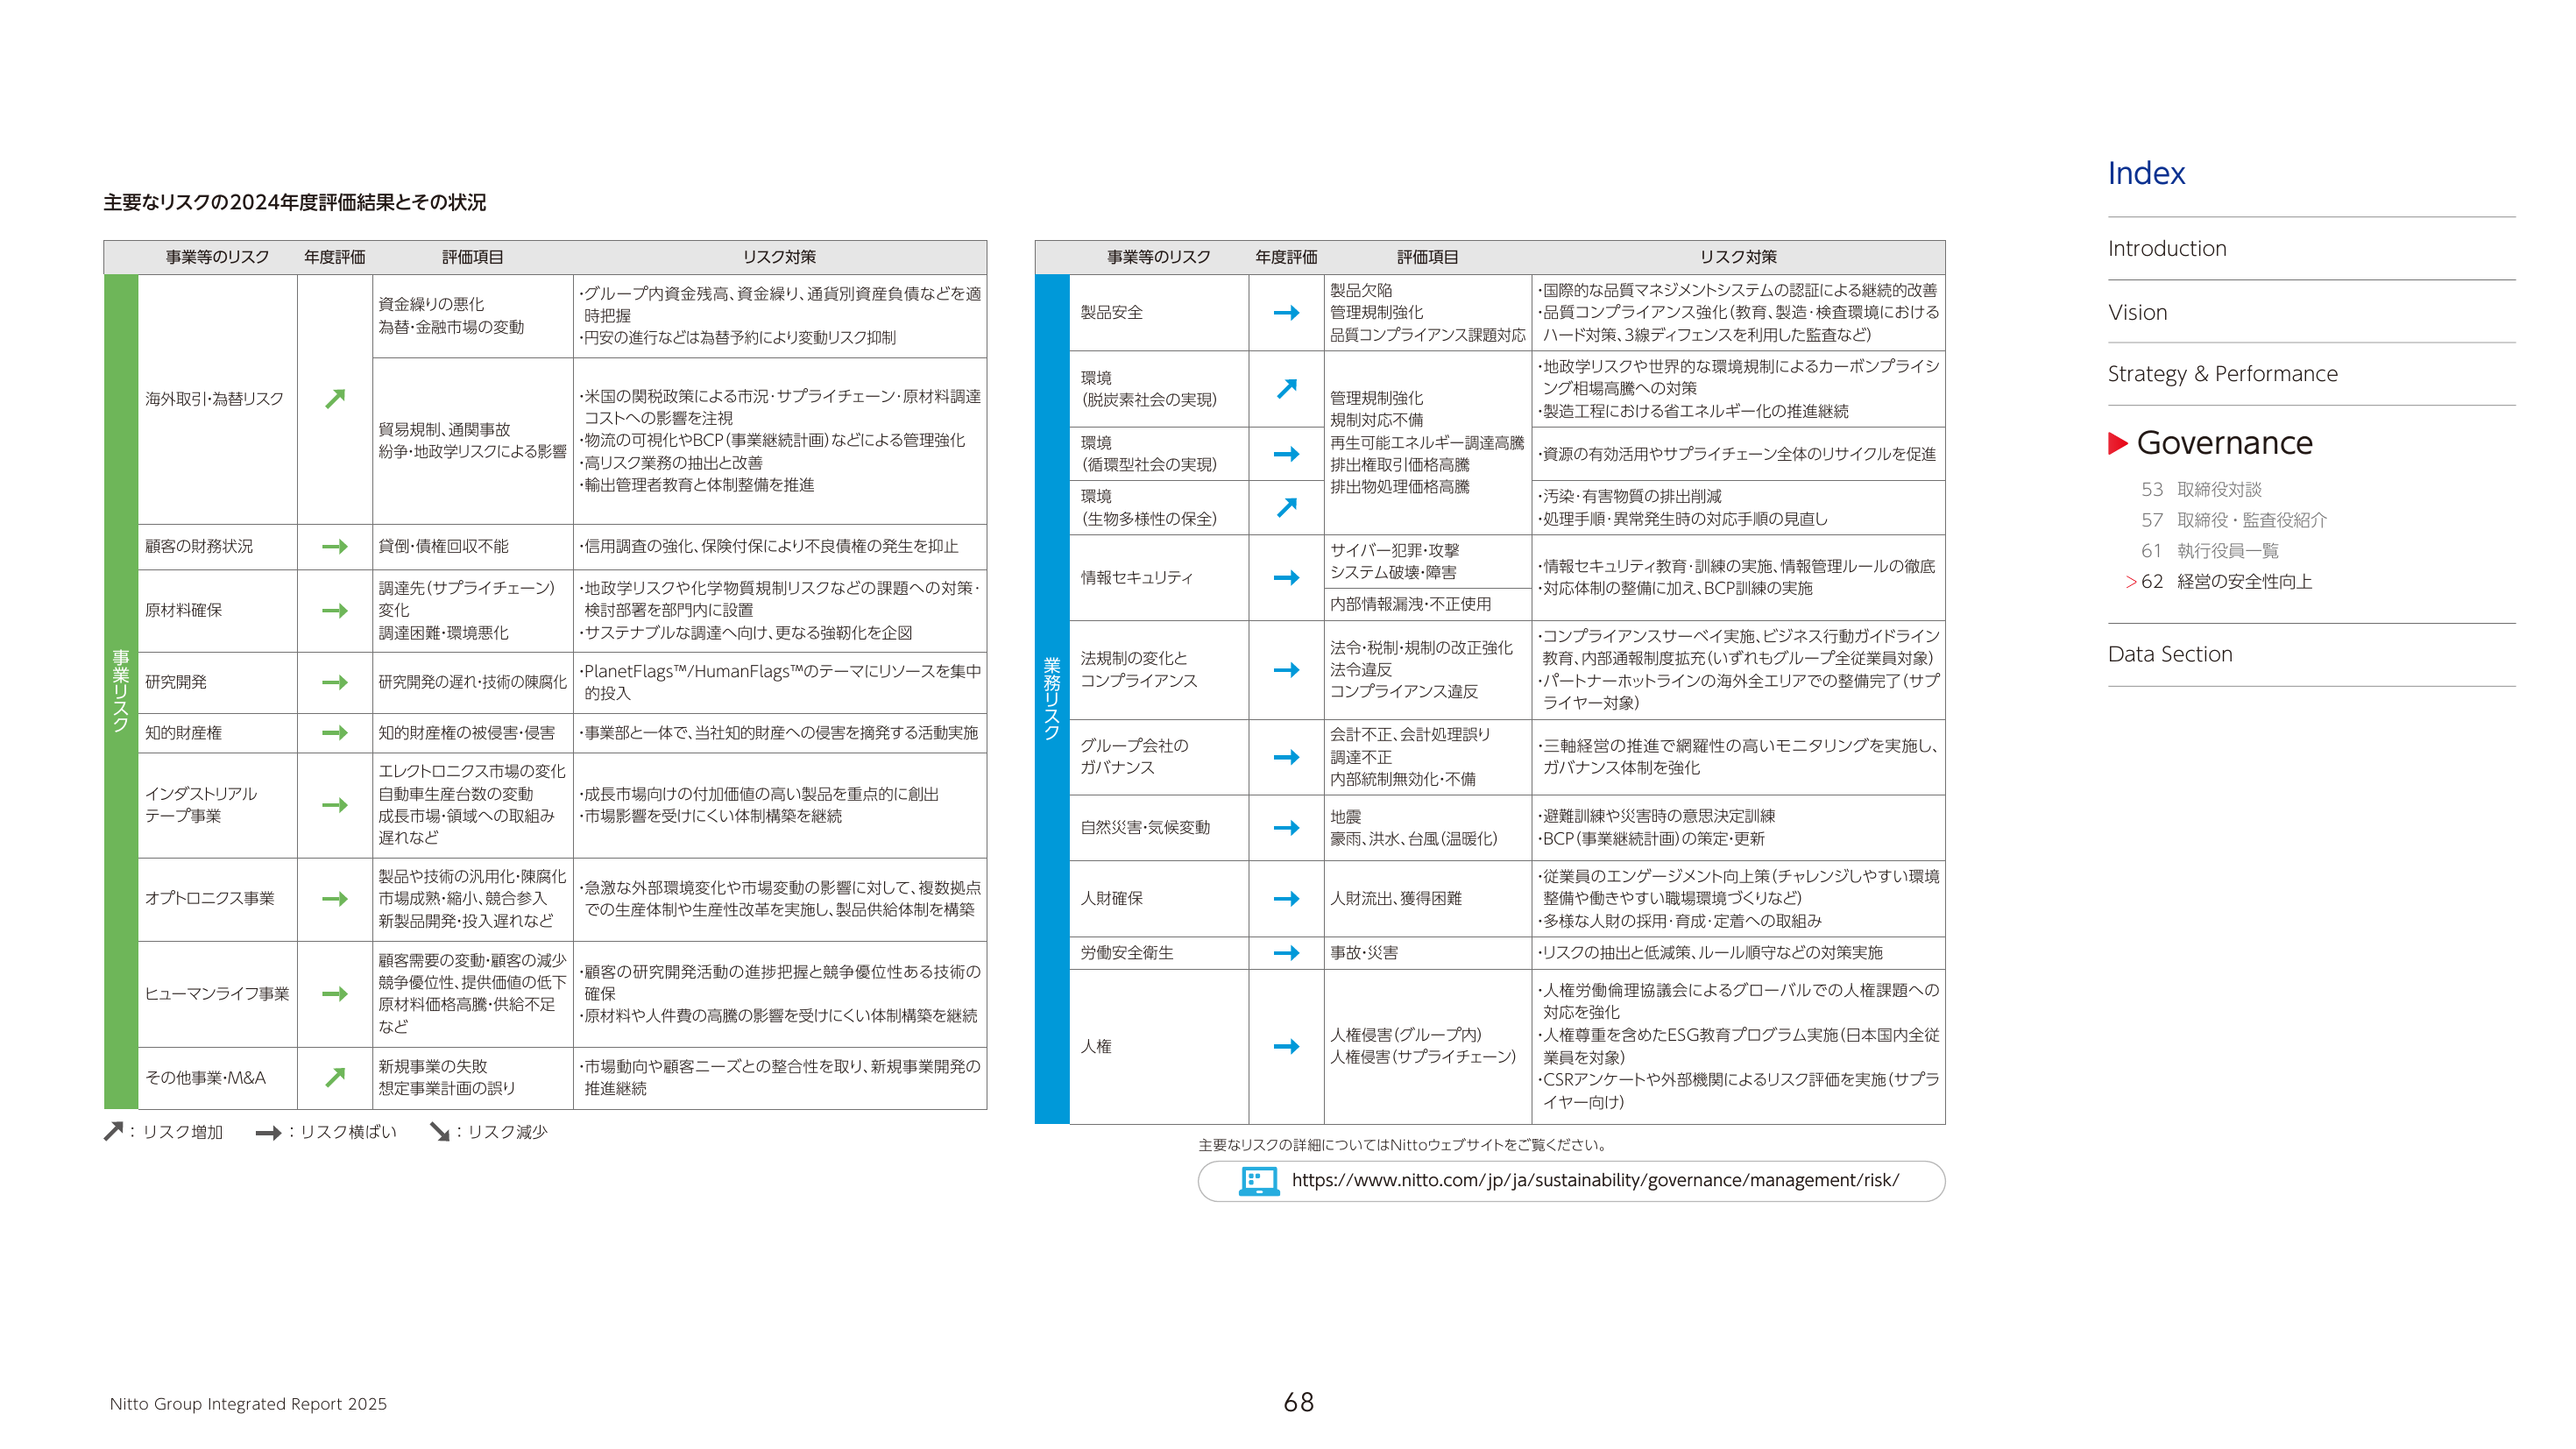 主要なリスクの2024年度評価結果とその状況
事業等のリスク 年度評価 評価項目 リスク対策
事業リスク
海外取引・為替リスク
資金繰りの悪化
為替・金融市場の変動
・グループ内資金残高、資金繰り、通貨別資産負債などを適
時把握
・円安の進行などは為替予約により変動リスク抑制
貿易規制、通関事故
紛争・地政学リスクによる影響
・米国の関税政策による市況・サプライチェーン・原材料調達
コストへの影響を注視
・物流の可視化やBCP（事業継続計画）などによる管理強化
・高リスク業務の抽出と改善
・輸出管理者教育と体制整備を推進
顧客の財務状況 → 貸倒・債権回収不能 ・信用調査の強化、保険付保により不良債権の発生を抑止
原材料確保 →
調達先（サプライチェーン）
変化
調達困難・環境悪化
・地政学リスクや化学物質規制リスクなどの課題への対策・
検討部署を部門内に設置
・サステナブルな調達へ向け、更なる強靭化を企図
研究開発 → 研究開発の遅れ・技術の陳腐化
・PlanetFlags™/HumanFlags™のテーマにリソースを集中
的投入
知的財産権 → 知的財産権の被侵害・侵害 ・事業部と一体で、当社知的財産への侵害を摘発する活動実施
インダストリアル
テープ事業
→
エレクトロニクス市場の変化
自動車生産台数の変動
成長市場・領域への取組み
遅れなど
・成長市場向けの付加価値の高い製品を重点的に創出
・市場影響を受けにくい体制構築を継続
オプトロニクス事業 →
製品や技術の汎用化・陳腐化
市場成熟・縮小、競合参入
新製品開発・投入遅れなど
・急激な外部環境変化や市場変動の影響に対して、複数拠点
での生産体制や生産性改革を実施し、製品供給体制を構築
ヒューマンライフ事業 →
顧客需要の変動・顧客の減少
競争優位性、提供価値の低下
原材料価格高騰・供給不足
など
・顧客の研究開発活動の進捗把握と競争優位性ある技術の
確保
・原材料や人件費の高騰の影響を受けにくい体制構築を継続
その他事業・M&A
新規事業の失敗
想定事業計画の誤り
・市場動向や顧客ニーズとの整合性を取り、新規事業開発の
推進継続
↗：リスク増加 →：リスク横ばい ↘：リスク減少
事業等のリスク 年度評価 評価項目 リスク対策
業務リスク
製品安全 →
製品欠陥
管理規制強化
品質コンプライアンス課題対応
・国際的な品質マネジメントシステムの認証による継続的改善
・品質コンプライアンス強化（教育、製造・検査環境における
ハード対策、3線ディフェンスを利用した監査など）
環境
（脱炭素社会の実現）
↗
管理規制強化
規制対応不備
再生可能エネルギー調達高騰
排出権取引価格高騰
排出物処理価格高騰
・地政学リスクや世界的な環境規制によるカーボンプライシ
ング相場高騰への対策
・製造工程における省エネルギー化の推進継続
環境
（循環型社会の実現）
→
・資源の有効活用やサプライチェーン全体のリサイクルを促進
環境
（生物多様性の保全）
↗
・汚染・有害物質の排出削減
・処理手順・異常発生時の対応手順の見直し
情報セキュリティ →
サイバー犯罪・攻撃
システム破壊・障害
内部情報漏洩・不正使用
・情報セキュリティ教育・訓練の実施、情報管理ルールの徹底
・対応体制の整備に加え、BCP訓練の実施
法規制の変化と
コンプライアンス
→
法令・税制・規制の改正強化
法令違反
コンプライアンス違反
・コンプライアンスサーベイ実施、ビジネス行動ガイドライン
教育、内部通報制度拡充（いずれもグループ全従業員対象）
・パートナーホットラインの海外全エリアでの整備完了（サプ
ライヤー対象）
グループ会社の
ガバナンス
→
会計不正、会計処理誤り
調達不正
内部統制無効化・不備
・三軸経営の推進で網羅性の高いモニタリングを実施し、
ガバナンス体制を強化
自然災害・気候変動 →
地震
豪雨、洪水、台風（温暖化）
・避難訓練や災害時の意思決定訓練
・BCP（事業継続計画）の策定・更新
人財確保 → 人財流出、獲得困難
・従業員のエンゲージメント向上策（チャレンジしやすい環境
整備や働きやすい職場環境づくりなど）
・多様な人財の採用・育成・定着への取組み
労働安全衛生 → 事故・災害 ・リスクの抽出と低減策、ルール順守などの対策実施
人権 →
人権侵害（グループ内）
人権侵害（サプライチェーン）
・人権労働倫理協議会によるグローバルでの人権課題への
対応を強化
・人権尊重を含めたESG教育プログラム実施（日本国内全従
業員を対象）
・CSRアンケートや外部機関によるリスク評価を実施（サプラ
イヤー向け）
主要なリスクの詳細についてはNittoウェブサイトをご覧ください。
https://www.nitto.com/jp/ja/sustainability/governance/management/risk/
Index
Introduction
Vision
Strategy & Performance
Governance
53 取締役対談
57 取締役・監査役紹介
61 執行役員一覧
>62 経営の安全性向上
Data Section
Nitto Group Integrated Report 2025
68